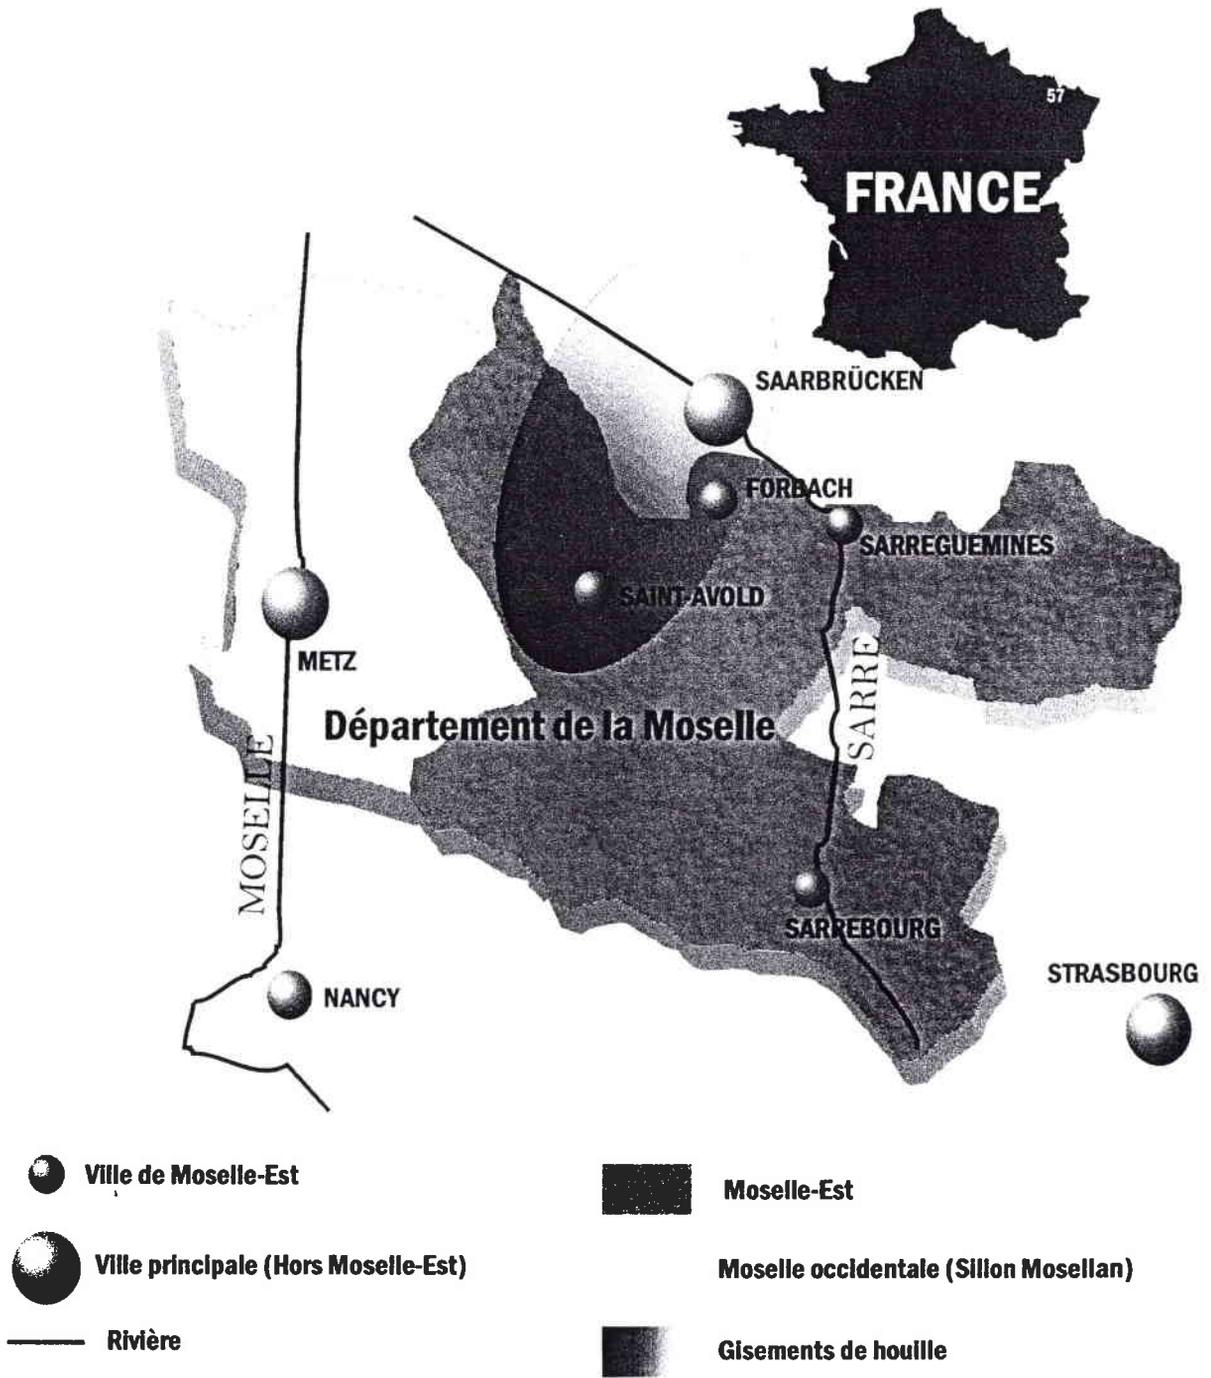 57
FRANCE
SAARBRÜCKEN
FORBACH
SARREGUEMINES
SAINT-AVOLD
METZ
Département de la Moselle
SARRE
MOSELLE
SARREBOURG
STRASBOURG
NANCY
Ville de Moselle-Est
Moselle-Est
Ville principale (Hors Moselle-Est)
Moselle occidentale (Sillon Mosellan)
Rivière
Gisements de houille